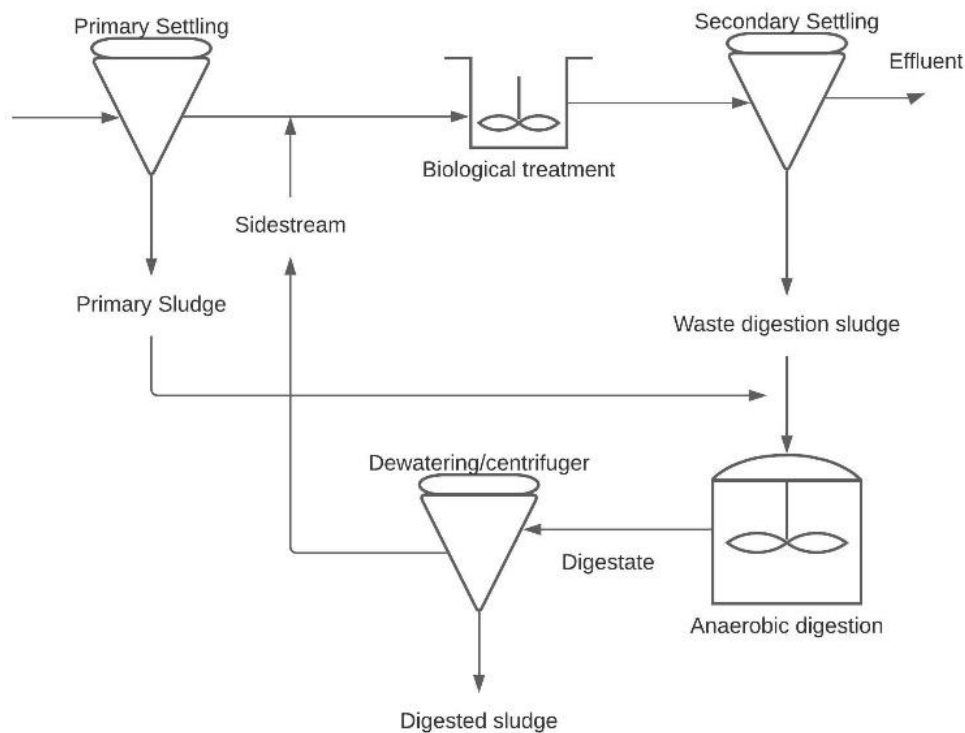 Primary Settling
Secondary Settling
Effluent
Biological treatment
Sidestream
Primary Sludge
Waste digestion sludge
Dewatering/centrifuger
Digestate
Anaerobic digestion
Digested sludge